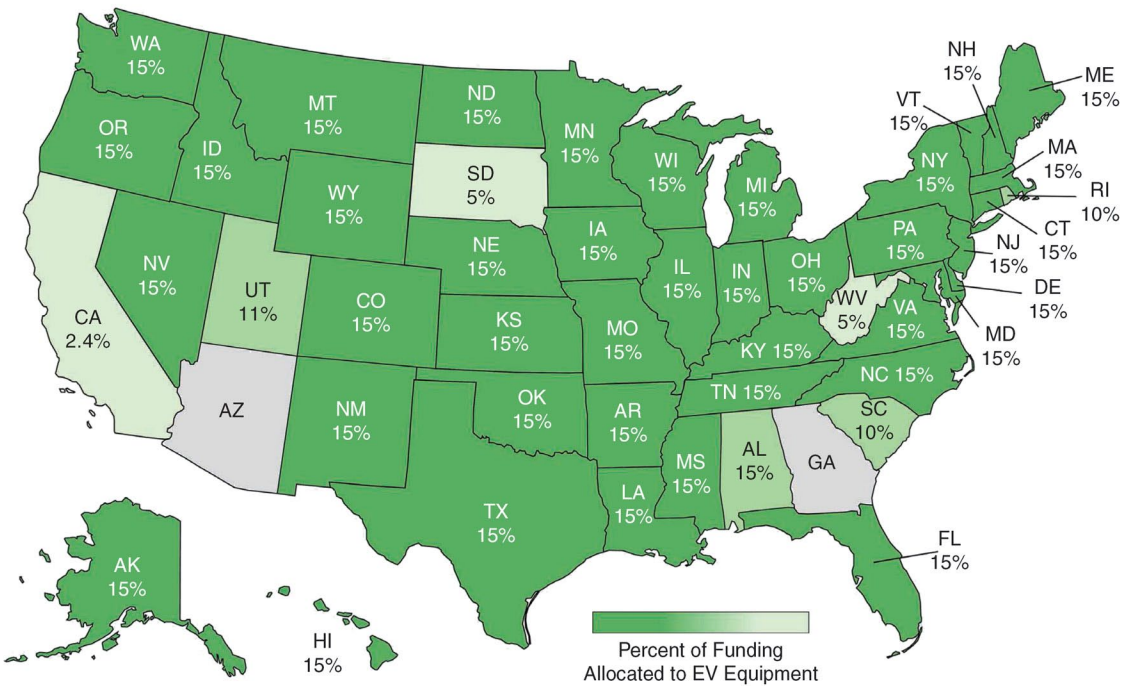 WA
15%
OR
15%
ID
15%
MT
15%
ND
15%
MN
15%
SD
5%
WY
15%
WI
15%
MI
15%
NY
15%
NH
15%
VT
15%
ME
15%
MA
15%
RI
10%
CT
15%
NJ
15%
DE
15%
MD
15%
PA
15%
NV
15%
UT
11%
CO
15%
NE
15%
IA
15%
IL
15%
IN
15%
OH
15%
WV
5%
VA
15%
CA
2.4%
KS
15%
MO
15%
KY 15%
NC 15%
TN 15%
SC
10%
AZ
NM
15%
OK
15%
AR
15%
MS
15%
AL
15%
GA
LA
15%
TX
15%
FL
15%
AK
15%
HI
15%
Percent of Funding
Allocated to EV Equipment